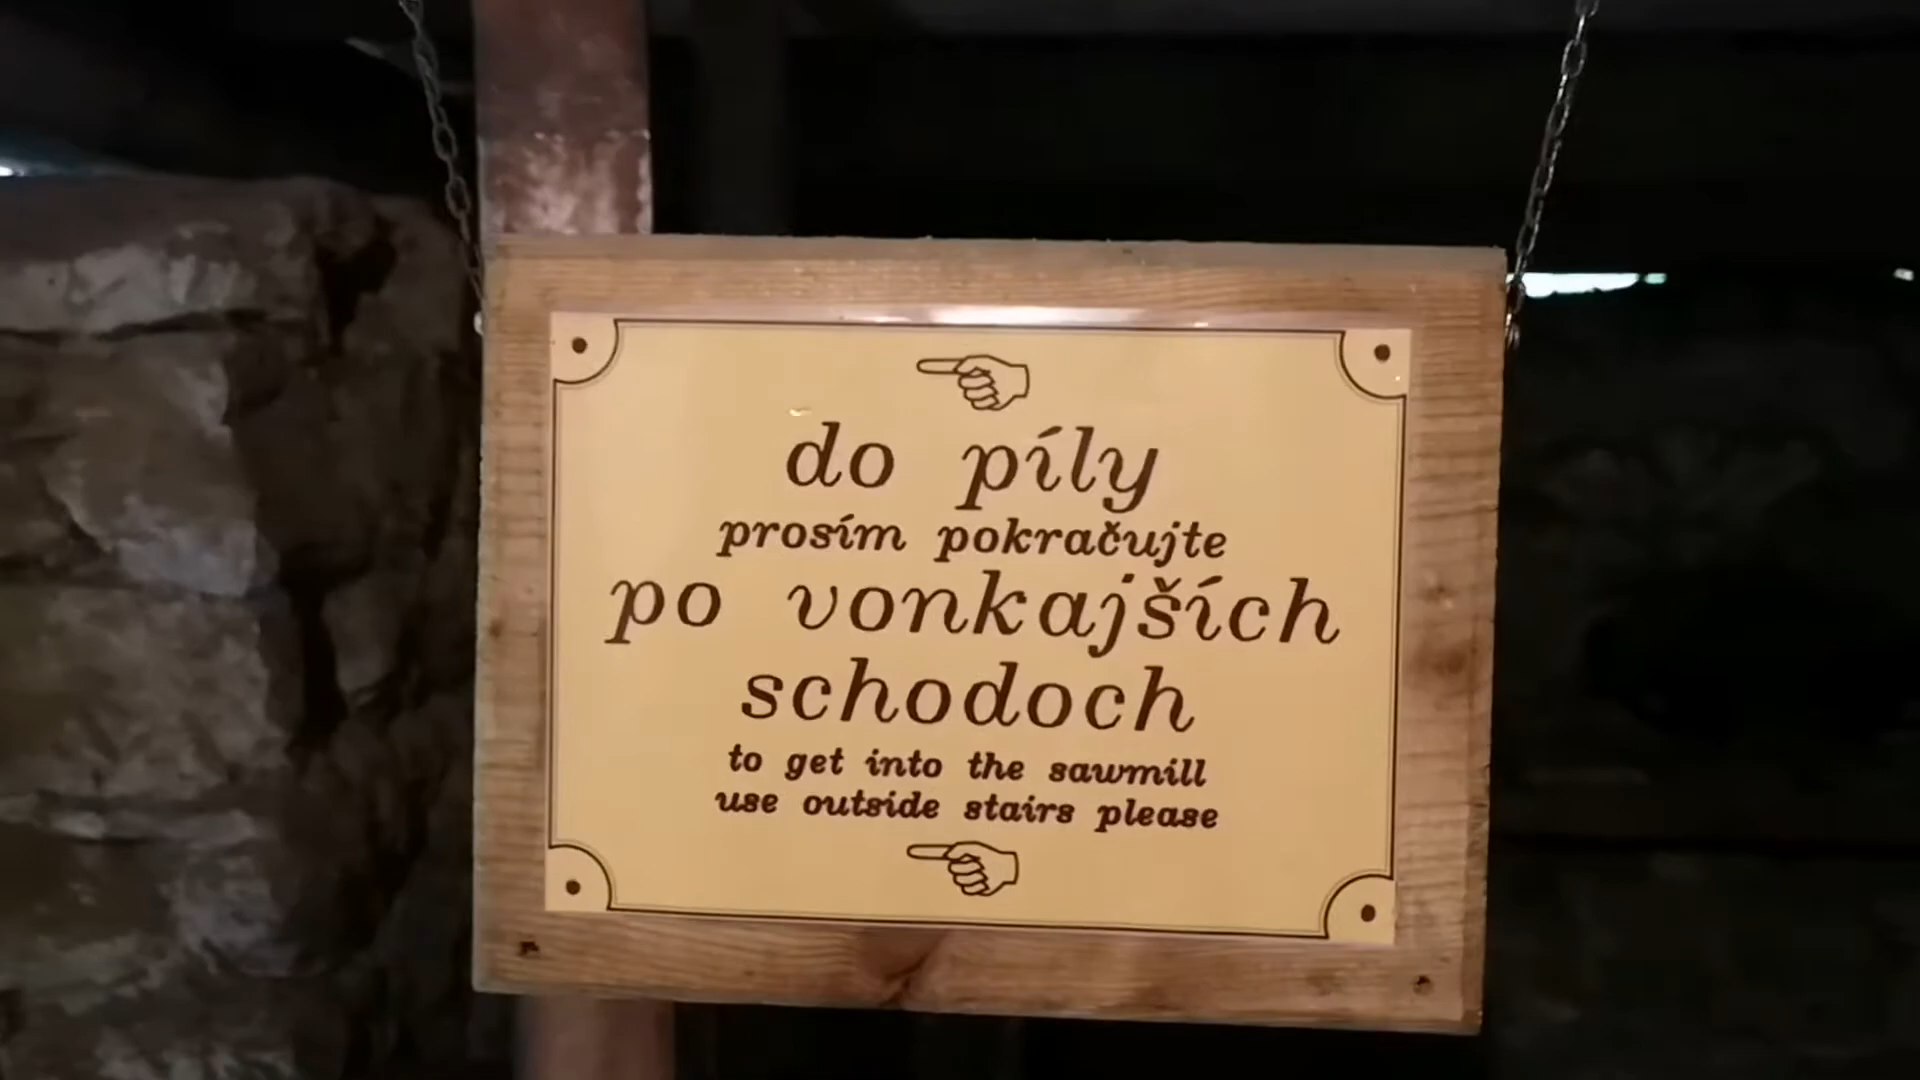 do píly
prosím pokračujte
po vonkajších
schodoch
to get into the sawmill
use outside stairs please